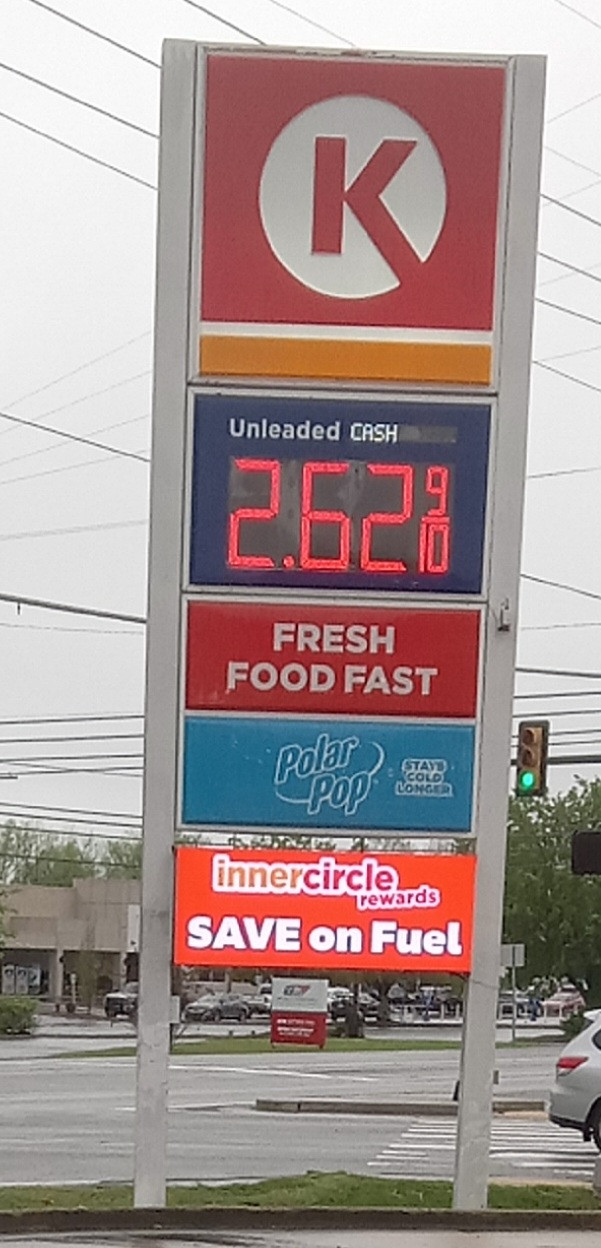 K
Unleaded CASH
2.62 9/10
FRESH
FOOD FAST
Polar
Pop
STAYS
COLD
LONGER
innercircle
rewards
SAVE on Fuel